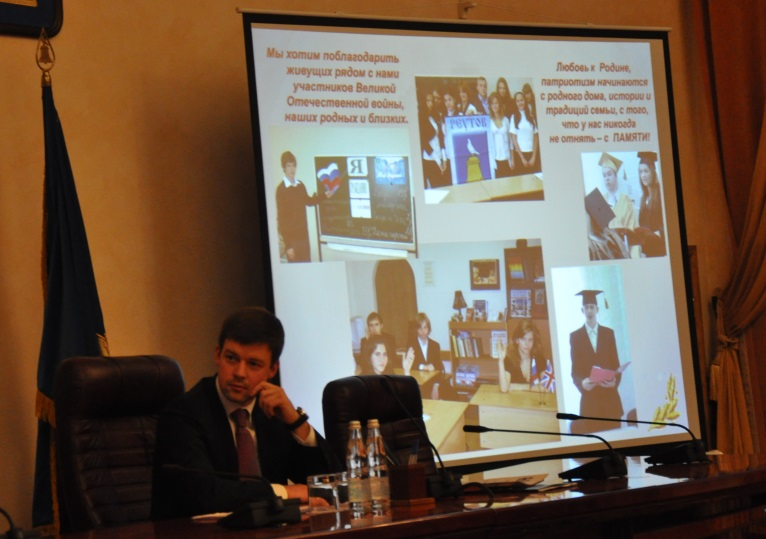 Мы хотим поблагодарить
живущих рядом с нами
участников Великой
Отечественной войны,
наших родных и близких.
Любовь к Родине,
патриотизм начинаются
с родного дома, истории и
традиций семьи, с того,
что у нас никогда
не отнять – с ПАМЯТИ!
РЕУТОВ
Я